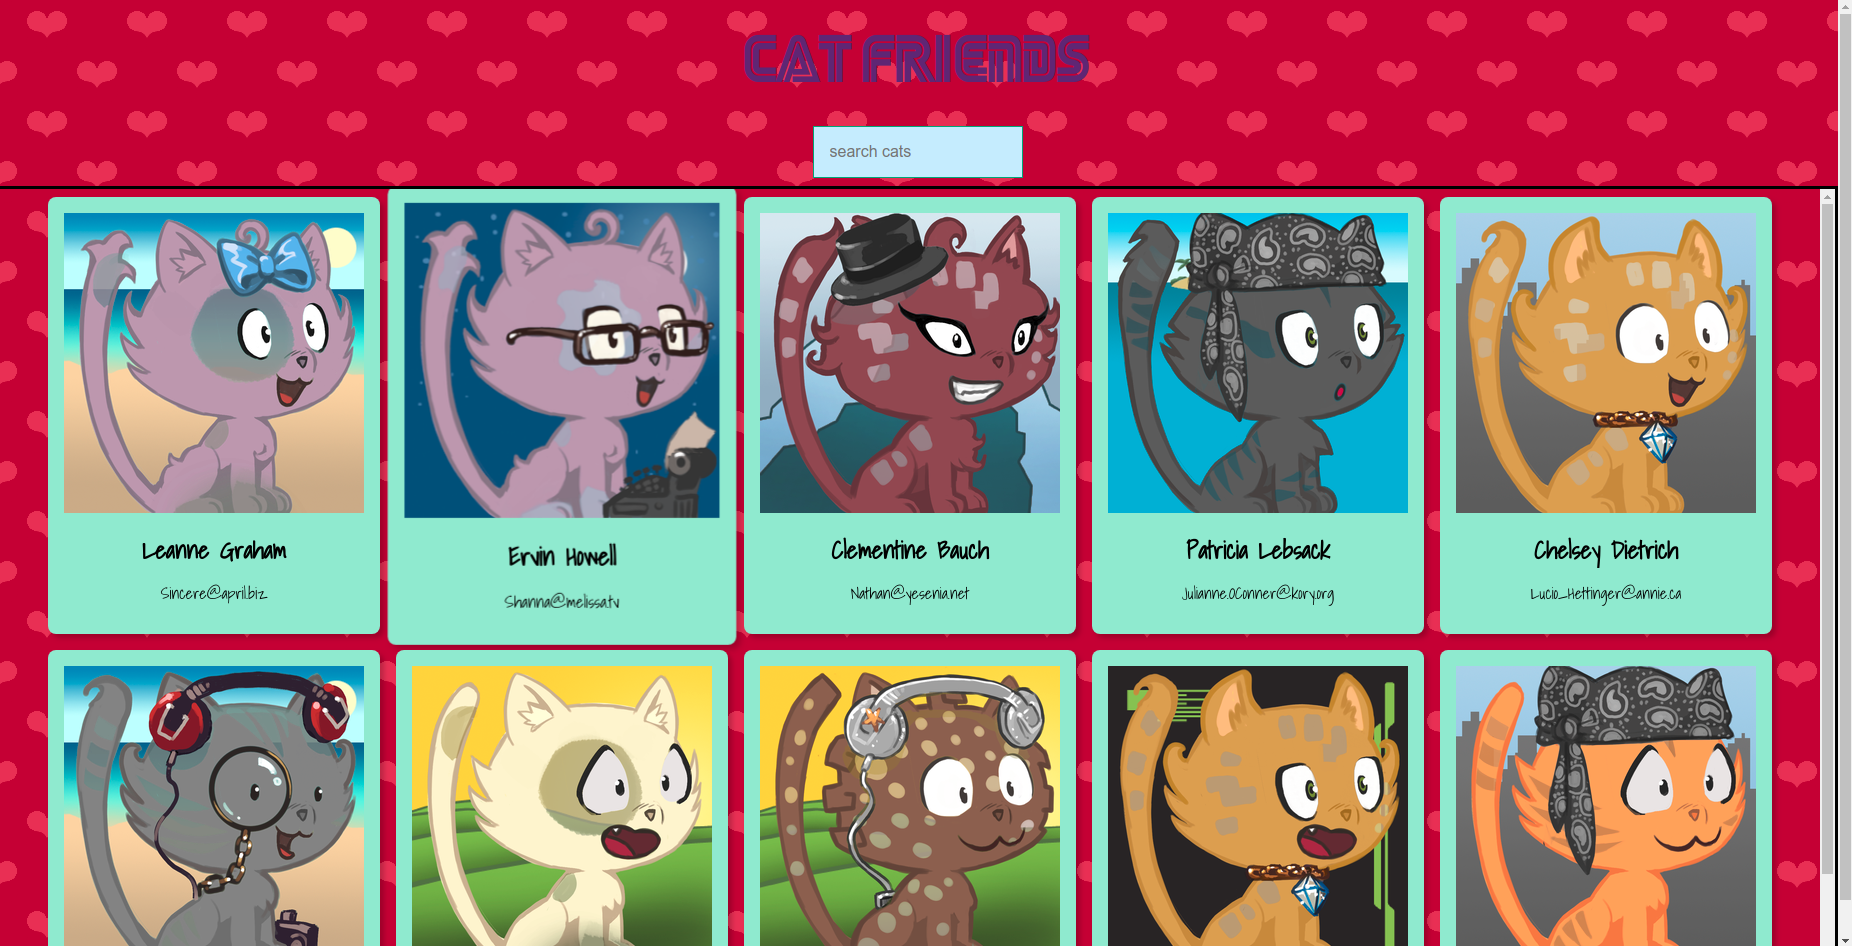 CAT FRIENDS
search cats
Leanne Graham
Sincere@april.biz
Ervin Howell
Shanna@melissa.tv
Clementine Bauch
Nathan@yesenia.net
Patricia Lebsack
Julianne.OConner@kory.org
Chelsey Dietrich
Lucio_Hettinger@annie.ca